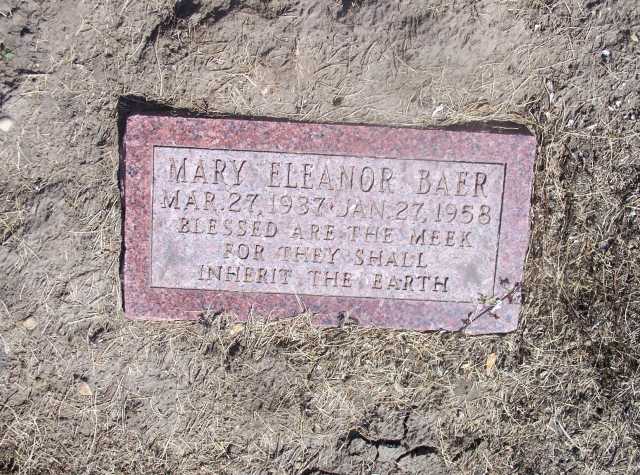 MARY ELEANOR BAER
MAR. 27, 1937 · JAN. 27, 1958
BLESSED ARE THE MEEK
FOR THEY SHALL
INHERIT THE EARTH